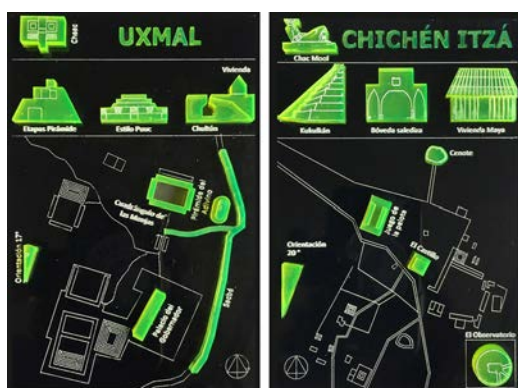 Chaac
UXMAL
Vivienda
Etapas Pirámide
Estilo Puuc
Chultún
Cuadrángulo de
las Monjas
Pirámide del
Adivino
Orientación 17°
Palacio del
Gobernador
Sacbé
CHICHÉN ITZÁ
Chac Mool
Kukulkán
Bóveda salediza
Vivienda Maya
Cenote
Juego de
la pelota
El Castillo
Orientación
20°
El Observatorio